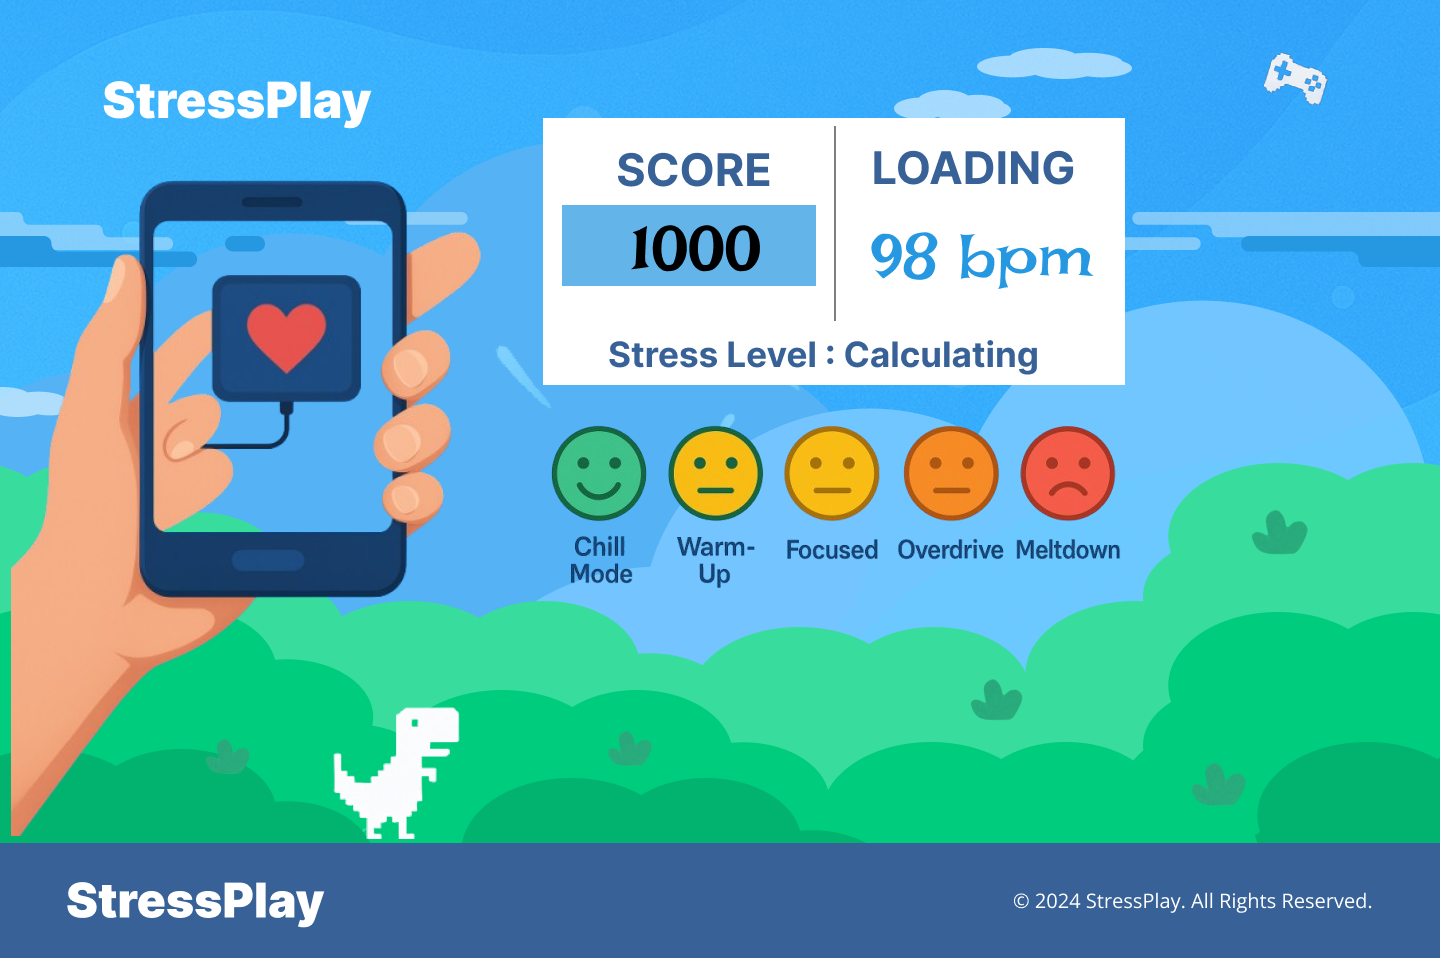 StressPlay
SCORE
1000
LOADING
98 bpm
Stress Level : Calculating
Chill
Mode
Warm-
Up
Focused
Overdrive
Meltdown
StressPlay
© 2024 StressPlay. All Rights Reserved.